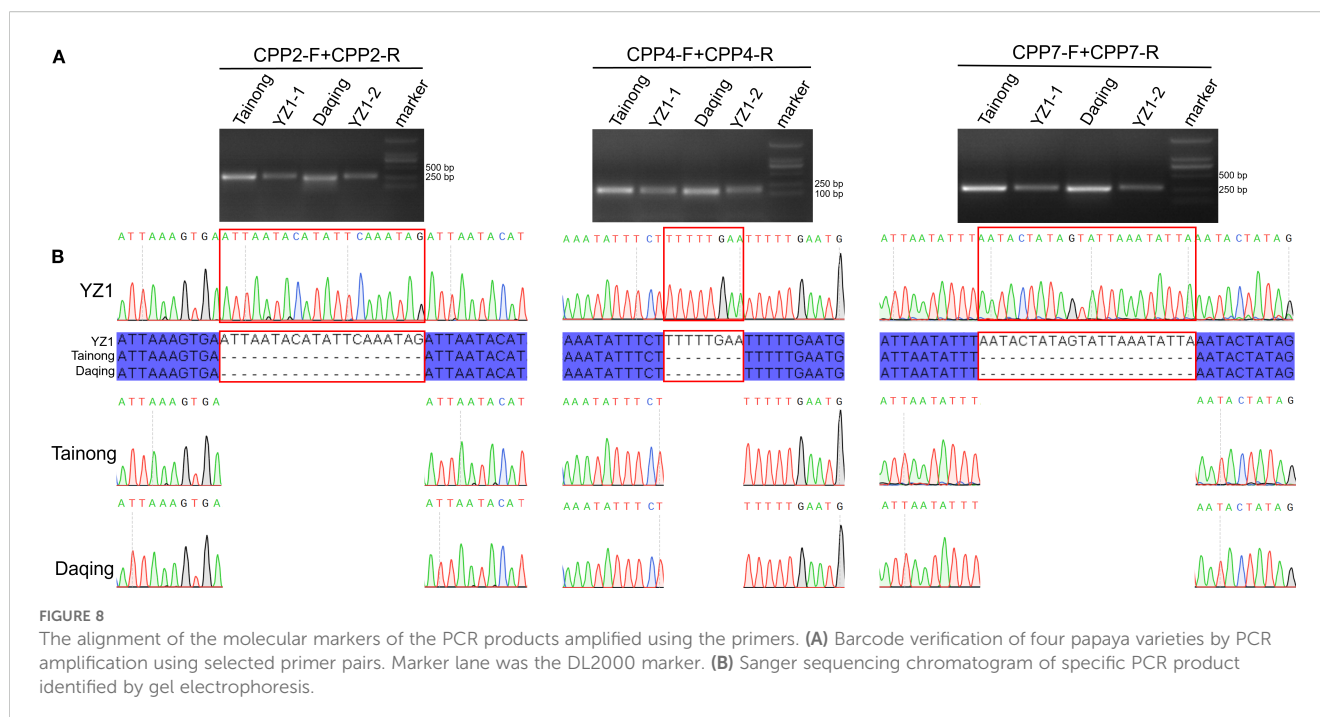 A
CPP2-F+CPP2-R
CPP4-F+CPP4-R
CPP7-F+CPP7-R
Tainong YZ1-1 Daqing YZ1-2 marker
Tainong YZ1-1 Daqing YZ1-2 marker
Tainong YZ1-1 Daqing YZ1-2 marker
500 bp
250 bp
250 bp
100 bp
500 bp
250 bp
B
ATTAAAGTGAATTAATACATATTCAAATAGATTAATACAT
AAATATTTCTTTTTTGAATTTTTGAATG
ATTAATATTTAATACTATAGTATTAAATATTAAATACTATAG
YZ1
YZ1 ATTAAAGTGAATTAATACATATTCAAATAGATTAATACAT
Tainong ATTAAAGTGA--------------------ATTAATACAT
Daqing ATTAAAGTGA--------------------ATTAATACAT
AAATATTTCTTTTTTGAATTTTTGAATG
AAATATTTCT--------TTTTTGAATG
AAATATTTCT--------TTTTTGAATG
ATTAATATTTAATACTATAGTATTAAATATTAAATACTATAG
ATTAATATTT----------------------AATACTATAG
ATTAATATTT----------------------AATACTATAG
Tainong
ATTAAAGTGA ATTAATACAT
AAATATTTCT TTTTTGAATG
ATTAATATTT AATACTATAG
Daqing
ATTAAAGTGA ATTAATACAT
AAATATTTCT TTTTTGAATG
ATTAATATTT AATACTATAG
FIGURE 8
The alignment of the molecular markers of the PCR products amplified using the primers. (A) Barcode verification of four papaya varieties by PCR
amplification using selected primer pairs. Marker lane was the DL2000 marker. (B) Sanger sequencing chromatogram of specific PCR product
identified by gel electrophoresis.